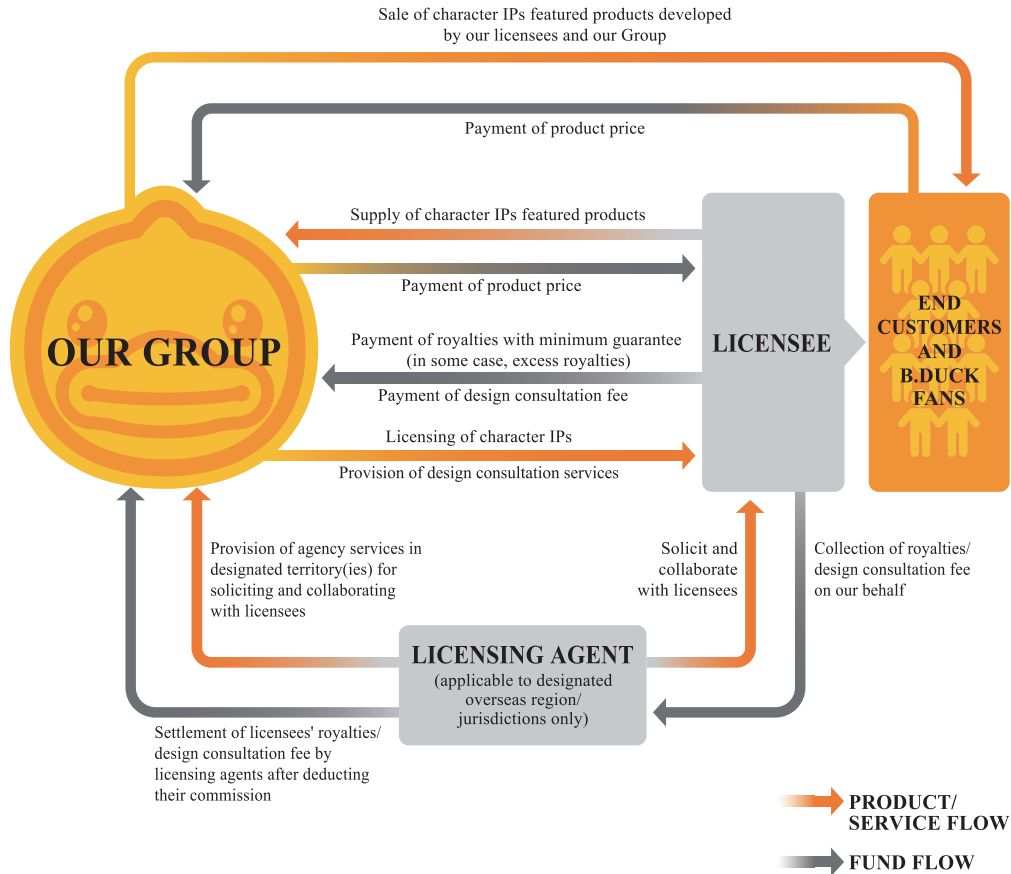 Sale of character IPs featured products developed
by our licensees and our Group
Payment of product price
Supply of character IPs featured products
Payment of product price
OUR GROUP
Payment of royalties with minimum guarantee
(in some case, excess royalties)
Payment of design consultation fee
Licensing of character IPs
Provision of design consultation services
LICENSEE
END
CUSTOMERS
AND
B.DUCK
FANS
Provision of agency services in
designated territory(ies) for
soliciting and collaborating
with licensees
Solicit and
collaborate
with licensees
Collection of royalties/
design consultation fee
on our behalf
LICENSING AGENT
(applicable to designated
overseas region/
jurisdictions only)
Settlement of licensees' royalties/
design consultation fee by
licensing agents after deducting
their commission
PRODUCT/
SERVICE FLOW
FUND FLOW